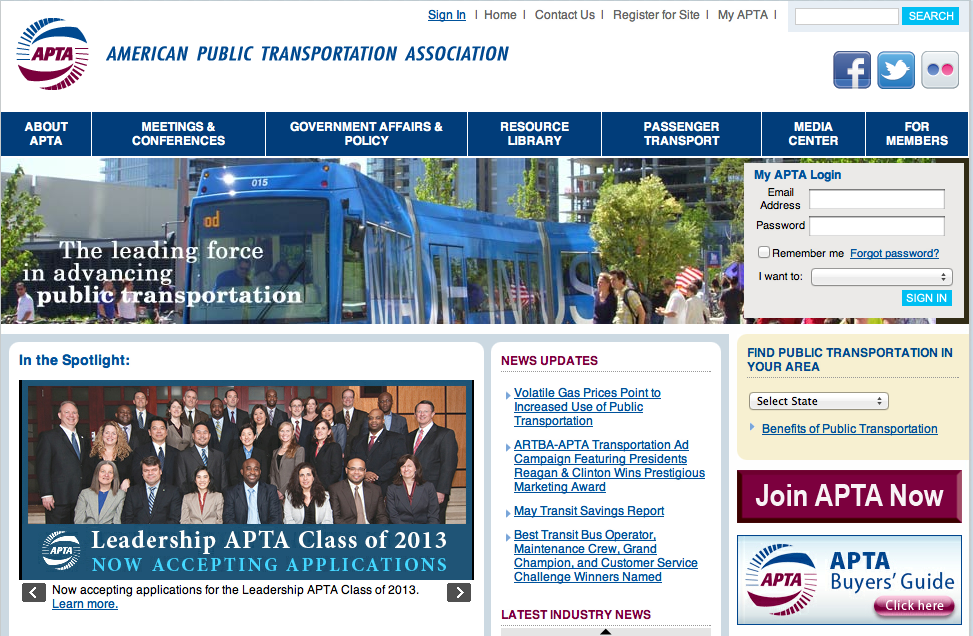 Sign In | Home | Contact Us | Register for Site | My APTA |
SEARCH
APTA
AMERICAN PUBLIC TRANSPORTATION ASSOCIATION
ABOUT
APTA
MEETINGS &
CONFERENCES
GOVERNMENT AFFAIRS &
POLICY
RESOURCE
LIBRARY
PASSENGER
TRANSPORT
MEDIA
CENTER
FOR
MEMBERS
015
The leading force
in advancing
public transportation
My APTA Login
Email
Address
Password
Remember me Forgot password?
I want to:
SIGN IN
In the Spotlight:
APTA
Leadership APTA Class of 2013
NOW ACCEPTING APPLICATIONS
Now accepting applications for the Leadership APTA Class of 2013.
Learn more.
NEWS UPDATES
Volatile Gas Prices Point to
Increased Use of Public
Transportation
ARTBA-APTA Transportation Ad
Campaign Featuring Presidents
Reagan & Clinton Wins Prestigious
Marketing Award
May Transit Savings Report
Best Transit Bus Operator,
Maintenance Crew, Grand
Champion, and Customer Service
Challenge Winners Named
LATEST INDUSTRY NEWS
FIND PUBLIC TRANSPORTATION IN
YOUR AREA
Select State
Benefits of Public Transportation
Join APTA Now
APTA
APTA
Buyers' Guide
Click here